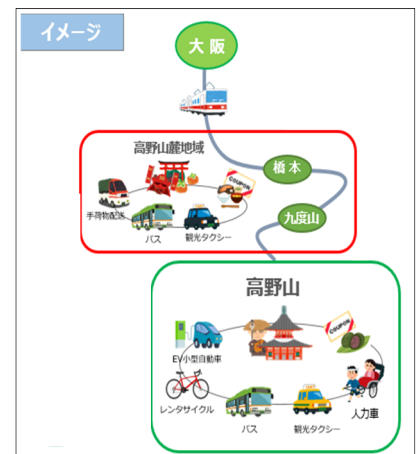 イメージ
大阪
高野山麓地域
橋本
COUPON
手荷物配送
九度山
バス
観光タクシー
高野山
COUPON
EV小型自動車
レンタサイクル
人力車
バス
観光タクシー